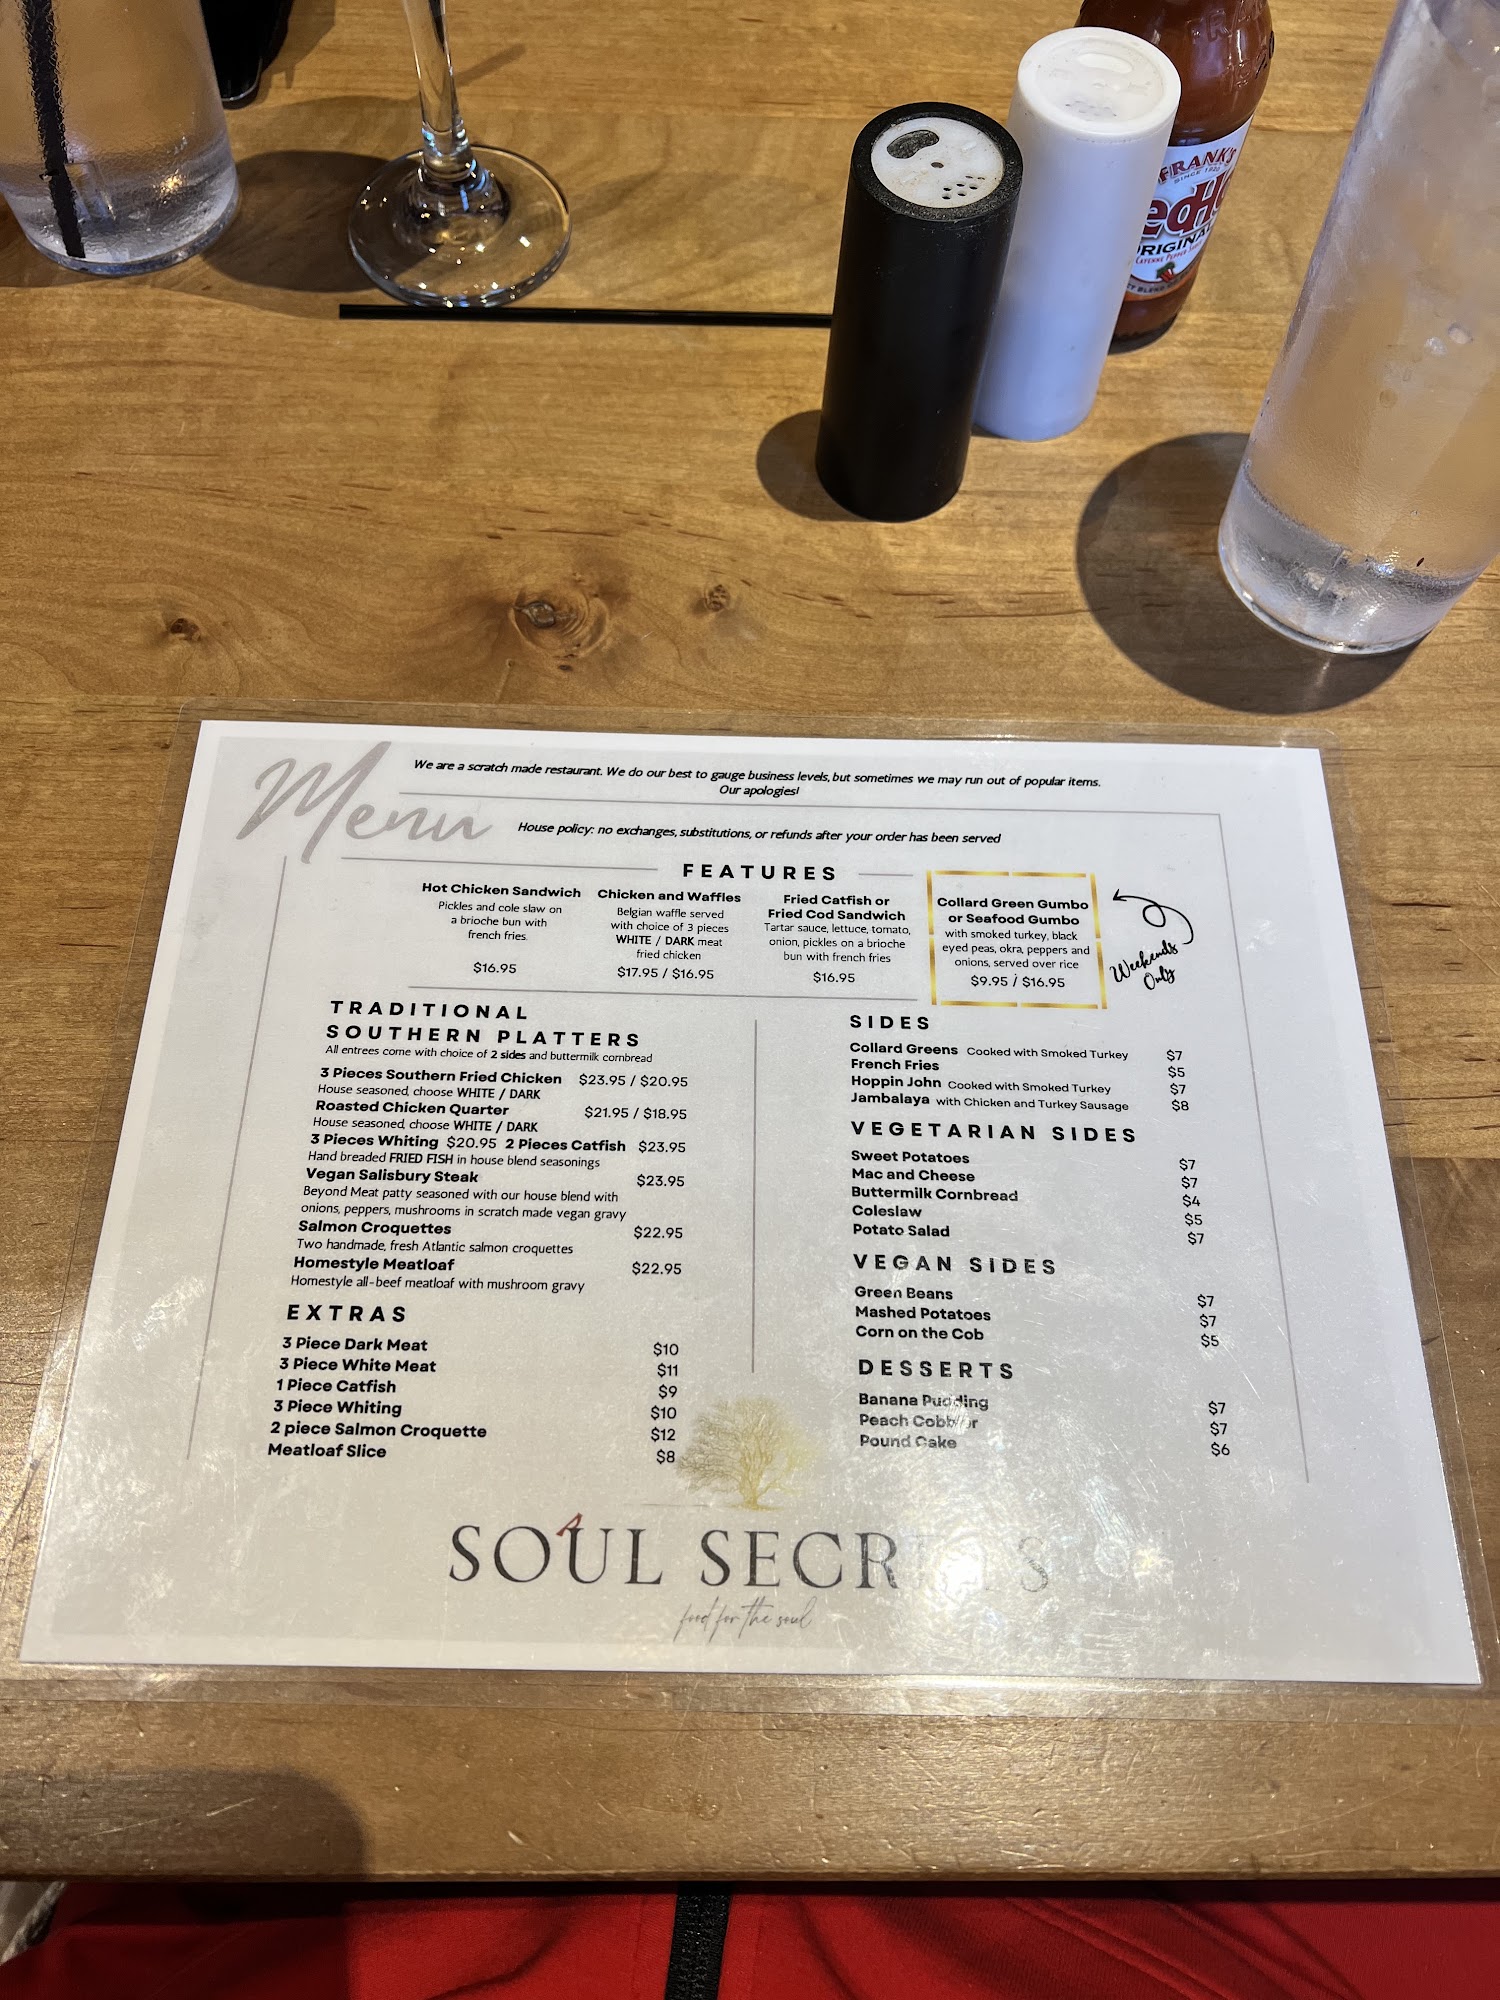 FRANK'S
SINCE 1920
RedHot
ORIGINAL
CAYENNE PEPPER
Menu
We are a scratch made restaurant. We do our best to gauge business levels, but sometimes we may run out of popular items.
Our apologies!
House policy: no exchanges, substitutions, or refunds after your order has been served
FEATURES
Hot Chicken Sandwich
Pickles and cole slaw on
a brioche bun with
french fries.
$16.95
Chicken and Waffles
Belgian waffle served
with choice of 3 pieces
WHITE / DARK meat
fried chicken
$17.95 / $16.95
Fried Catfish or
Fried Cod Sandwich
Tartar sauce, lettuce, tomato,
onion, pickles on a brioche
bun with french fries
$16.95
Collard Green Gumbo
or Seafood Gumbo
with smoked turkey, black
eyed peas, okra, peppers and
onions, served over rice
$9.95 / $16.95
Weekends
Only
TRADITIONAL
SOUTHERN PLATTERS
All entrees come with choice of 2 sides and buttermilk cornbread
3 Pieces Southern Fried Chicken $23.95 / $20.95
House seasoned, choose WHITE / DARK
Roasted Chicken Quarter $21.95 / $18.95
House seasoned, choose WHITE / DARK
3 Pieces Whiting $20.95 2 Pieces Catfish $23.95
Hand breaded FRIED FISH in house blend seasonings
Vegan Salisbury Steak $23.95
Beyond Meat patty seasoned with our house blend with
onions, peppers, mushrooms in scratch made vegan gravy
Salmon Croquettes $22.95
Two handmade, fresh Atlantic salmon croquettes
Homestyle Meatloaf $22.95
Homestyle all-beef meatloaf with mushroom gravy
EXTRAS
3 Piece Dark Meat $10
3 Piece White Meat $11
1 Piece Catfish $9
3 Piece Whiting $10
2 piece Salmon Croquette $12
Meatloaf Slice $8
SIDES
Collard Greens Cooked with Smoked Turkey $7
French Fries $5
Hoppin John Cooked with Smoked Turkey $7
Jambalaya with Chicken and Turkey Sausage $8
VEGETARIAN SIDES
Sweet Potatoes $7
Mac and Cheese $7
Buttermilk Cornbread $4
Coleslaw $5
Potato Salad $7
VEGAN SIDES
Green Beans $7
Mashed Potatoes $7
Corn on the Cob $5
DESSERTS
Banana Pudding $7
Peach Cobbler $7
Pound Cake $6
SOUL SECRETS
food for the soul